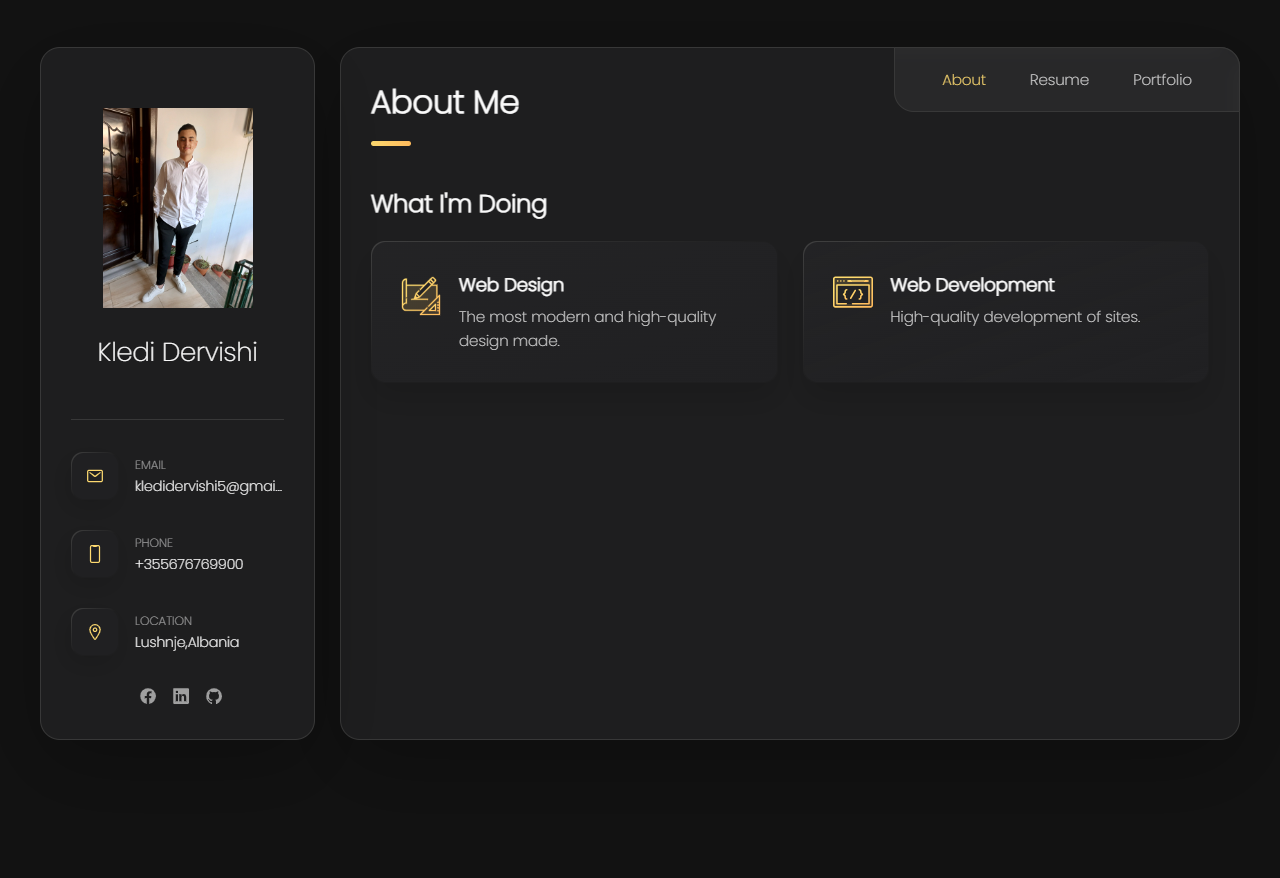 Kledi Dervishi
EMAIL
kledidervishi5@gmai...
PHONE
+355676769900
LOCATION
Lushnje,Albania
About
Resume
Portfolio
About Me
What I'm Doing
Web Design
The most modern and high-quality
design made.
Web Development
High-quality development of sites.